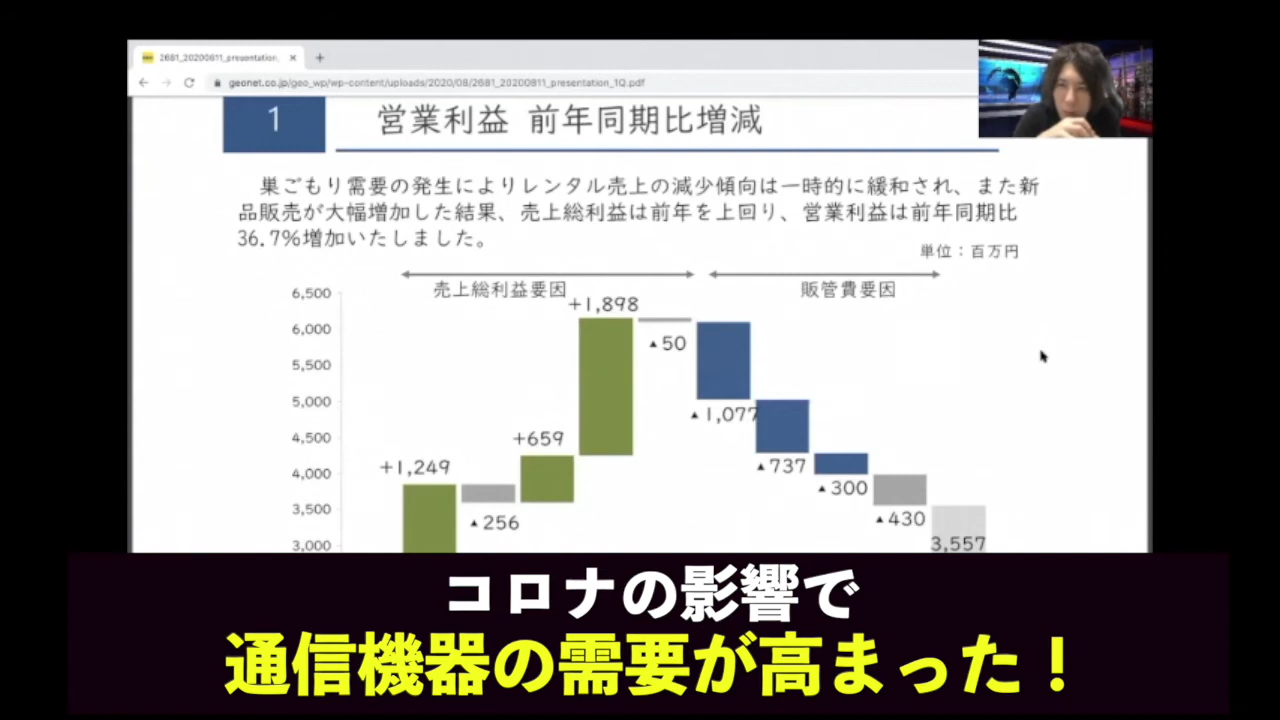 2681_20200811_presentation_
geonet.co.jp/geo_wp/wp-content/uploads/2020/08/2681_20200811_presentation_1Q.pdf
1
営業利益 前年同期比増減
巣ごもり需要の発生によりレンタル売上の減少傾向は一時的に緩和され、また新
品販売が大幅増加した結果、売上総利益は前年を上回り、営業利益は前年同期比
36.7%増加いたしました。
単位：百万円
売上総利益要因
販管費要因
6,500
6,000
5,500
5,000
4,500
4,000
3,500
3,000
+1,249
▲256
+659
+1,898
▲50
▲1,077
▲737
▲300
▲430
3,557
コロナの影響で
通信機器の需要が高まった！